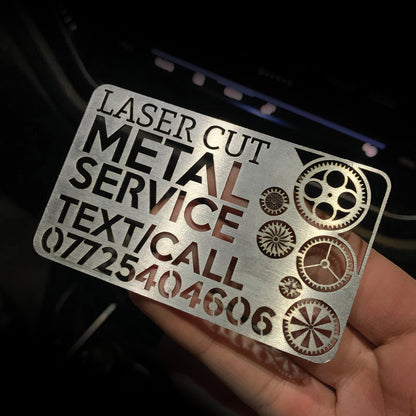 LASER CUT
METAL
SERVICE
TEXT/CALL
07725404606